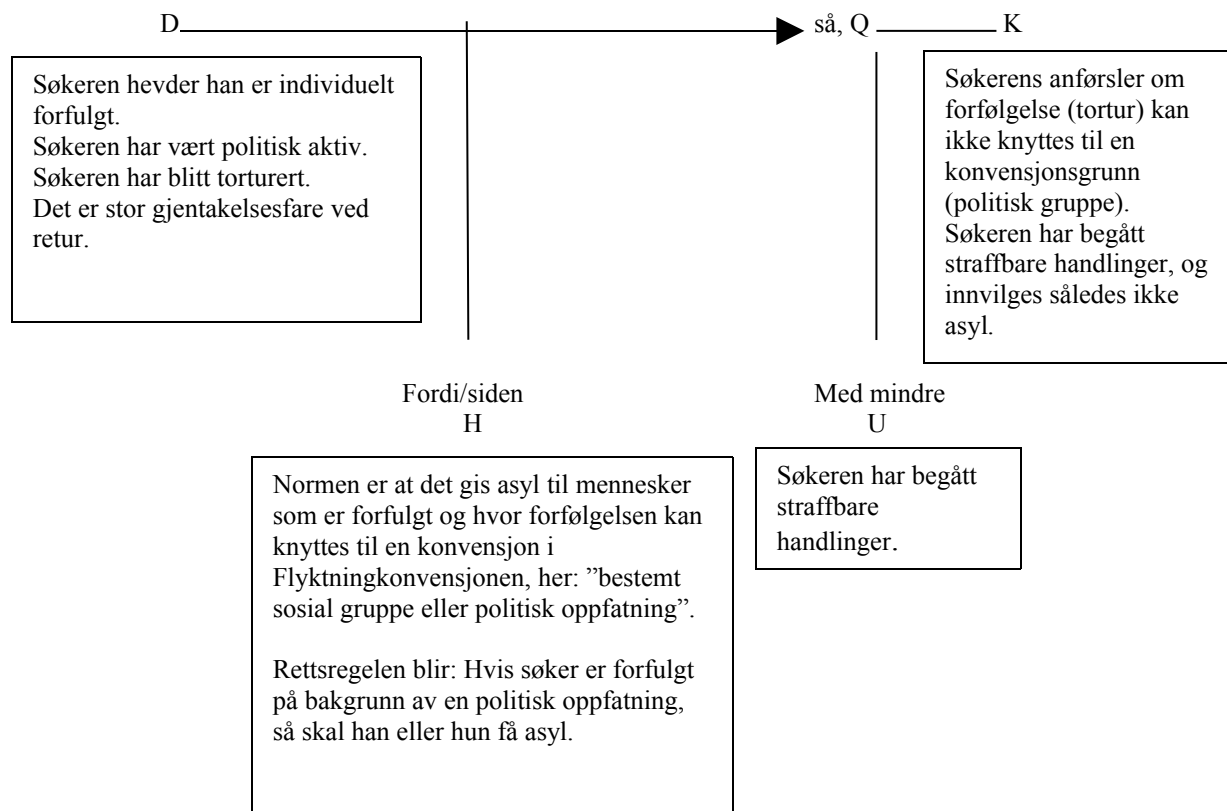 D så, Q K
Søkeren hevder han er individuelt
forfulgt.
Søkeren har vært politisk aktiv.
Søkeren har blitt torturert.
Det er stor gjentakelsesfare ved
retur.
Søkerens anførsler om
forfølgelse (tortur) kan
ikke knyttes til en
konvensjonsgrunn
(politisk gruppe).
Søkeren har begått
straffbare handlinger, og
innvilges således ikke
asyl.
Fordi/siden
H
Med mindre
U
Normen er at det gis asyl til mennesker
som er forfulgt og hvor forfølgelsen kan
knyttes til en konvensjon i
Flyktningkonvensjonen, her: ”bestemt
sosial gruppe eller politisk oppfatning”.
Rettsregelen blir: Hvis søker er forfulgt
på bakgrunn av en politisk oppfatning,
så skal han eller hun få asyl.
Søkeren har begått
straffbare
handlinger.